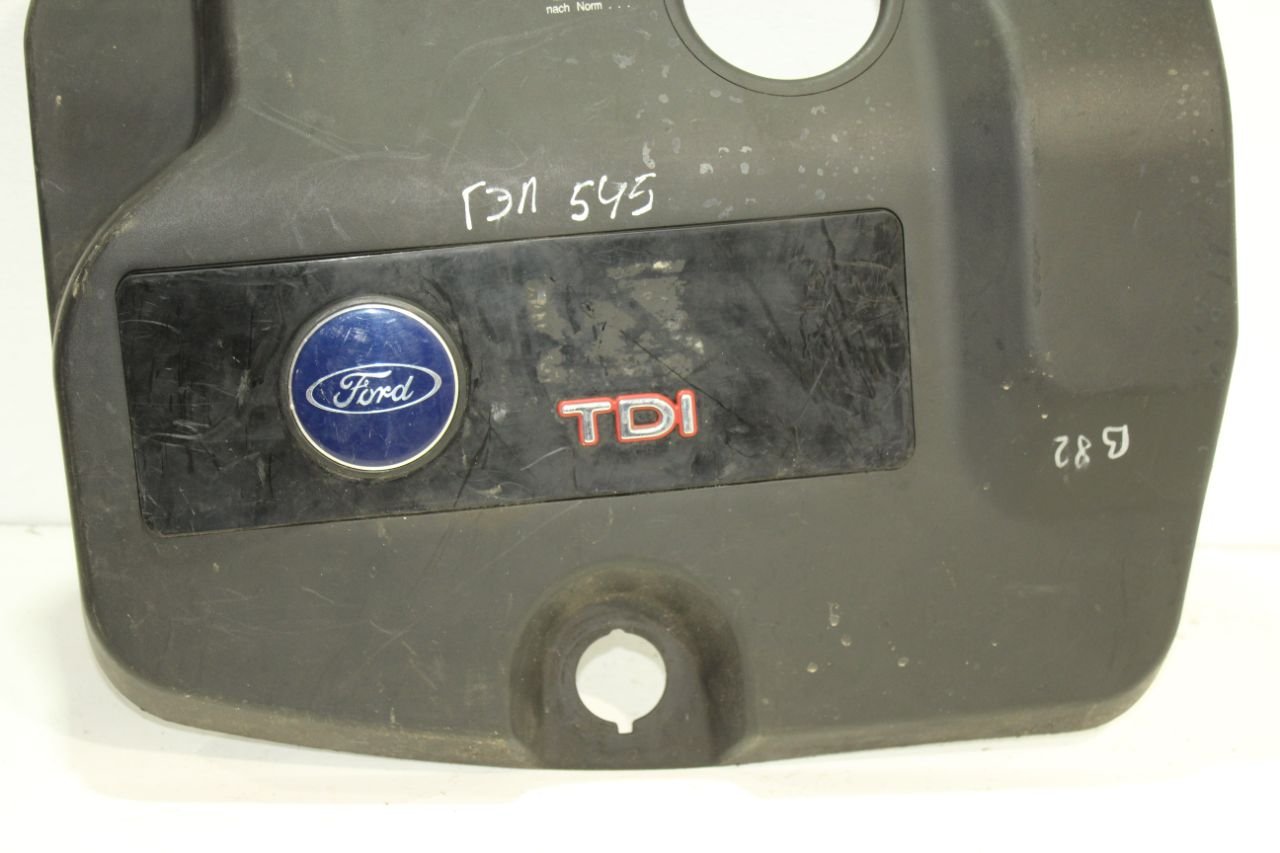 nach Norm . . .
ГЭЛ 545
Ford
TDI
B 82